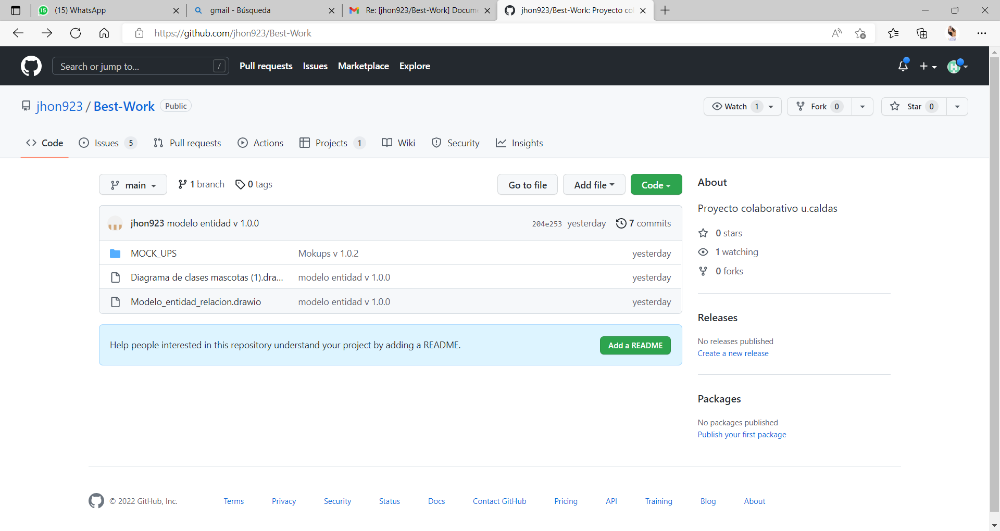 15 (15) WhatsApp
gmail - Búsqueda
Re: [jhon923/Best-Work] Docume
jhon923/Best-Work: Proyecto co
https://github.com/jhon923/Best-Work
Search or jump to... /
Pull requests Issues Marketplace Explore
jhon923 / Best-Work Public
Watch 1 Fork 0 Star 0
Code Issues 5 Pull requests Actions Projects 1 Wiki Security Insights
main 1 branch 0 tags Go to file Add file Code
jhon923 modelo entidad v 1.0.0 204e253 yesterday 7 commits
MOCK_UPS Mokups v 1.0.2 yesterday
Diagrama de clases mascotas (1).dra... modelo entidad v 1.0.0 yesterday
Modelo_entidad_relacion.drawio modelo entidad v 1.0.0 yesterday
Help people interested in this repository understand your project by adding a README. Add a README
About
Proyecto colaborativo u.caldas
0 stars
1 watching
0 forks
Releases
No releases published
Create a new release
Packages
No packages published
Publish your first package
© 2022 GitHub, Inc. Terms Privacy Security Status Docs Contact GitHub Pricing API Training Blog About